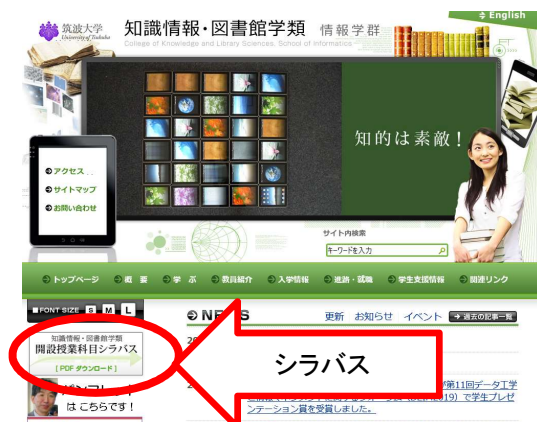 筑波大学
University of Tsukuba
知識情報・図書館学類 情報学群
College of Knowledge and Library Sciences, School of Informatics
English
知的は素敵！
アクセス
サイトマップ
お問い合わせ
サイト内検索
キーワードを入力
トップページ 概 要 学 ぶ 教員紹介 入学情報 進路・就職 学生支援情報 関連リンク
FONT SIZE S M L
NEWS
更新 お知らせ イベント 過去の記事一覧
知識情報・図書館学類
開設授業科目シラバス
[ PDF ダウンロード ]
シラバス
パンフレット
は こちらです！
第11回データ工学
2019）で学生プレゼ
ンテーション賞を受賞しました。